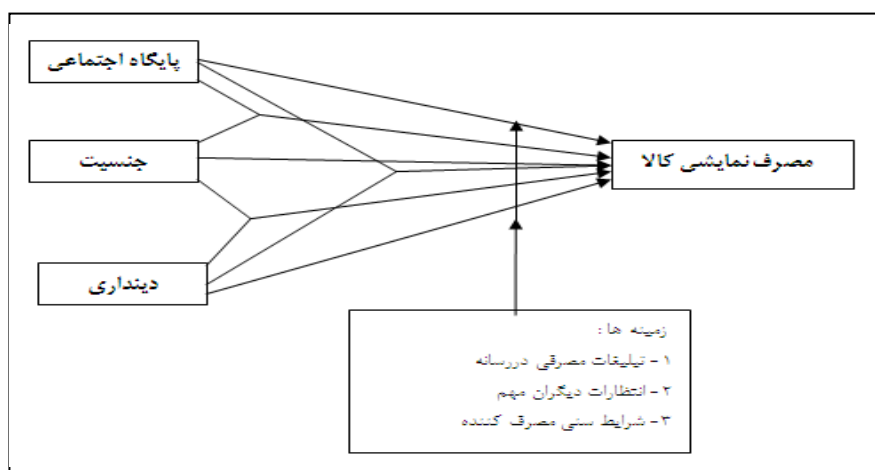 پایگاه اجتماعی
جنسیت
مصرف نمایشی کالا
دینداری
زمینه ها :
۱- تبلیغات مصرفی دررسانه
۲- انتظارات دیگران مهم
۳- شرایط سنی مصرف کننده